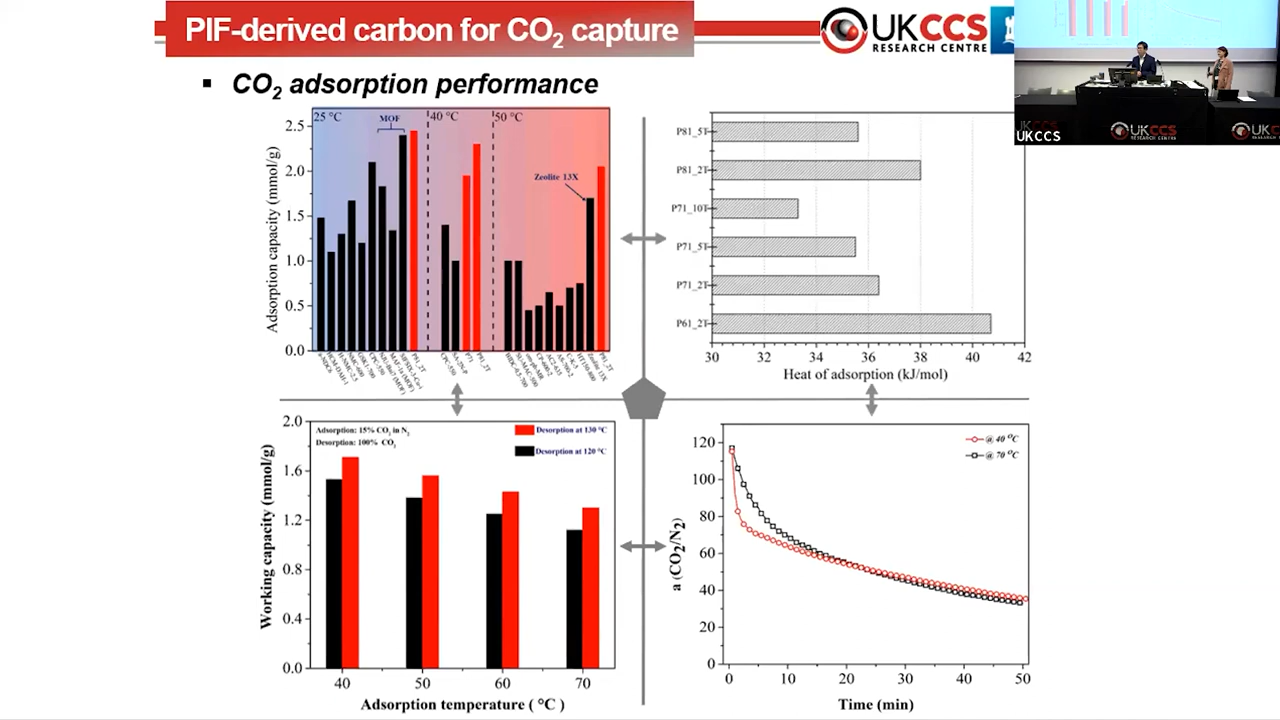 PIF-derived carbon for CO2 capture
UKCCS
RESEARCH CENTRE
▪ CO2 adsorption performance
25 °C
MOF
40 °C
50 °C
Zeolite 13X
Adsorption capacity (mmol/g)
2.5
2.0
1.5
1.0
0.5
0.0
P81_5T
P81_2T
P71_10T
P71_5T
P71_2T
P61_2T
30 32 34 36 38 40 42
Heat of adsorption (kJ/mol)
UKCCS
UKCCS
UKCCS
Adsorption: 15% CO2 in N2
Desorption: 100% CO2
Desorption at 130 °C
Desorption at 120 °C
Working capacity (mmol/g)
2.0
1.6
1.2
0.8
0.4
0.0
40 50 60 70
Adsorption temperature ( °C )
@ 40 °C
@ 70 °C
a (CO2/N2)
120
100
80
60
40
20
0
0 10 20 30 40 50
Time (min)